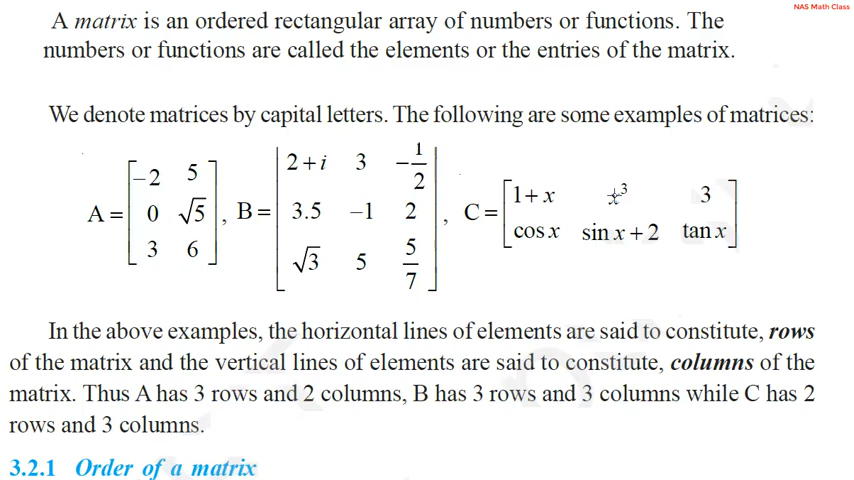 NAS Math Class
A matrix is an ordered rectangular array of numbers or functions. The
numbers or functions are called the elements or the entries of the matrix.
We denote matrices by capital letters. The following are some examples of matrices:
A = [−2 5; 0 √5; 3 6], B = [2+i 3 −1/2; 3.5 −1 2; √3 5 5/7], C = [1+x x³ 3; cos x sin x + 2 tan x]
In the above examples, the horizontal lines of elements are said to constitute, rows
of the matrix and the vertical lines of elements are said to constitute, columns of the
matrix. Thus A has 3 rows and 2 columns, B has 3 rows and 3 columns while C has 2
rows and 3 columns.
3.2.1 Order of a matrix